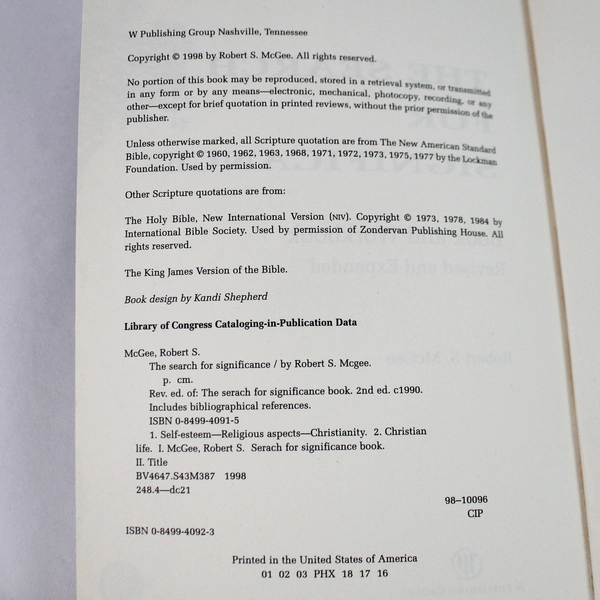 W Publishing Group Nashville, Tennessee
Copyright © 1998 by Robert S. McGee. All rights reserved.
No portion of this book may be reproduced, stored in a retrieval system, or transmitted
in any form or by any means—electronic, mechanical, photocopy, recording, or any
other—except for brief quotation in printed reviews, without the prior permission of the
publisher.
Unless otherwise marked, all Scripture quotation are from The New American Standard
Bible, copyright © 1960, 1962, 1963, 1968, 1971, 1972, 1973, 1975, 1977 by the Lockman
Foundation. Used by permission.
Other Scripture quotations are from:
The Holy Bible, New International Version (NIV). Copyright © 1973, 1978, 1984 by
International Bible Society. Used by permission of Zondervan Publishing House. All
rights reserved.
The King James Version of the Bible.
Book design by Kandi Shepherd
Library of Congress Cataloging-in-Publication Data
McGee, Robert S.
The search for significance / by Robert S. Mcgee.
p. cm.
Rev. ed. of: The serach for significance book. 2nd ed. c1990.
Includes bibliographical references.
ISBN 0-8499-4091-5
1. Self-esteem—Religious aspects—Christianity. 2. Christian
life. I. McGee, Robert S. Serach for significance book.
II. Title
BV4647.S43M387 1998
248.4—dc21
98–10096
CIP
ISBN 0-8499-4092-3
Printed in the United States of America
01 02 03 PHX 18 17 16